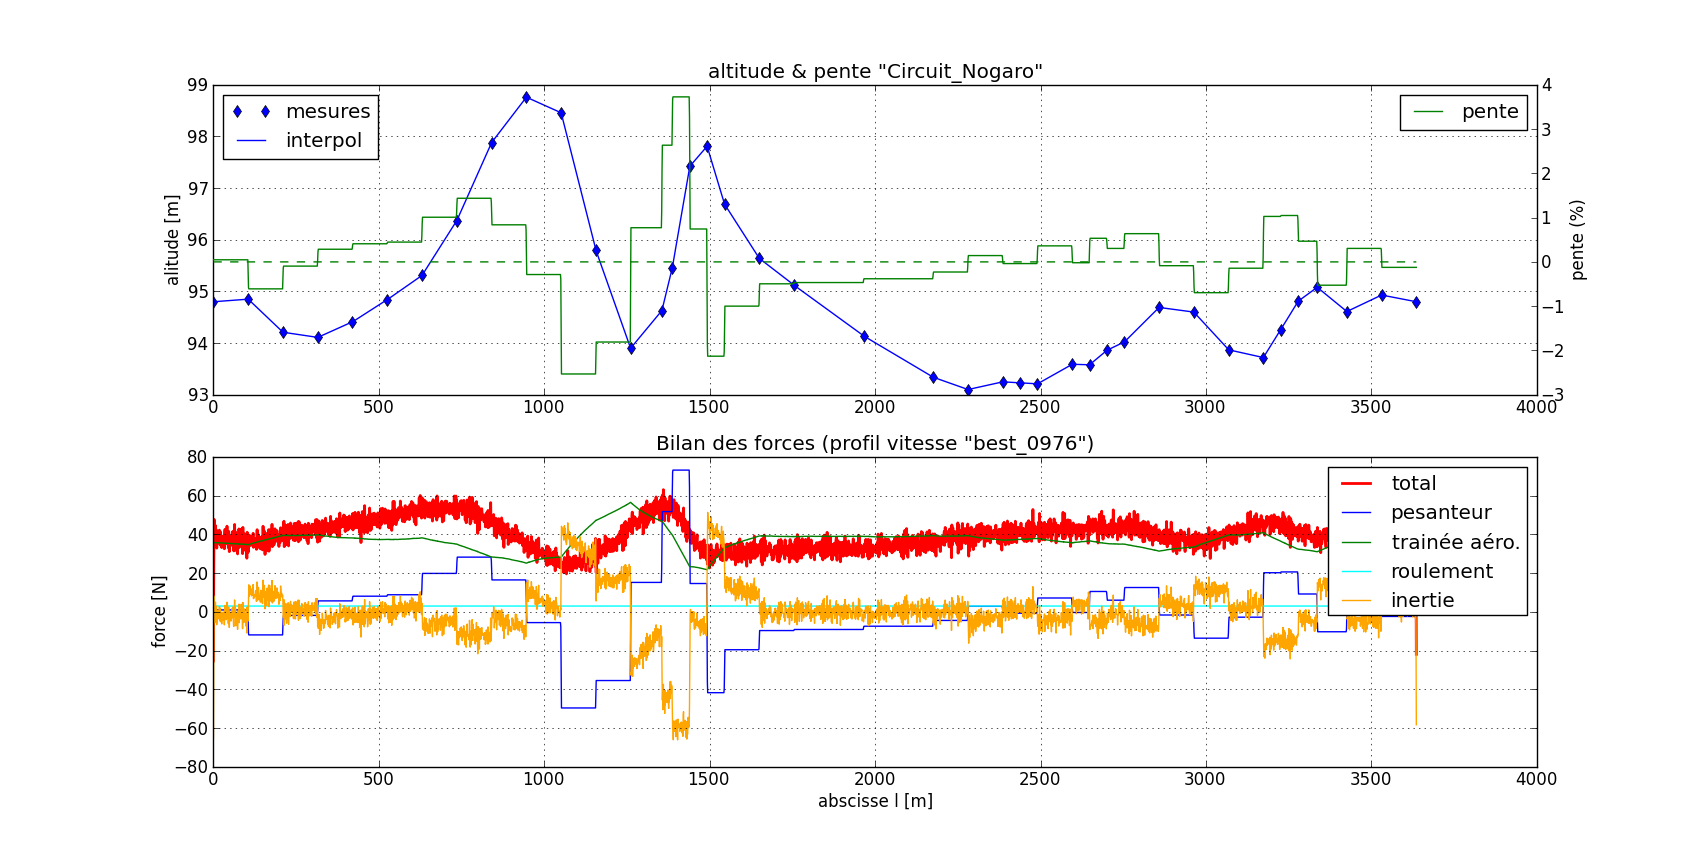 altitude & pente "Circuit_Nogaro"
99
98
97
96
95
94
93
alitude [m]
mesures
interpol
pente
4
3
2
1
0
−1
−2
−3
pente (%)
0 500 1000 1500 2000 2500 3000 3500 4000
Bilan des forces (profil vitesse "best_0976")
80
60
40
20
0
−20
−40
−60
−80
force [N]
total
pesanteur
trainée aéro.
roulement
inertie
0 500 1000 1500 2000 2500 3000 3500 4000
abscisse l [m]